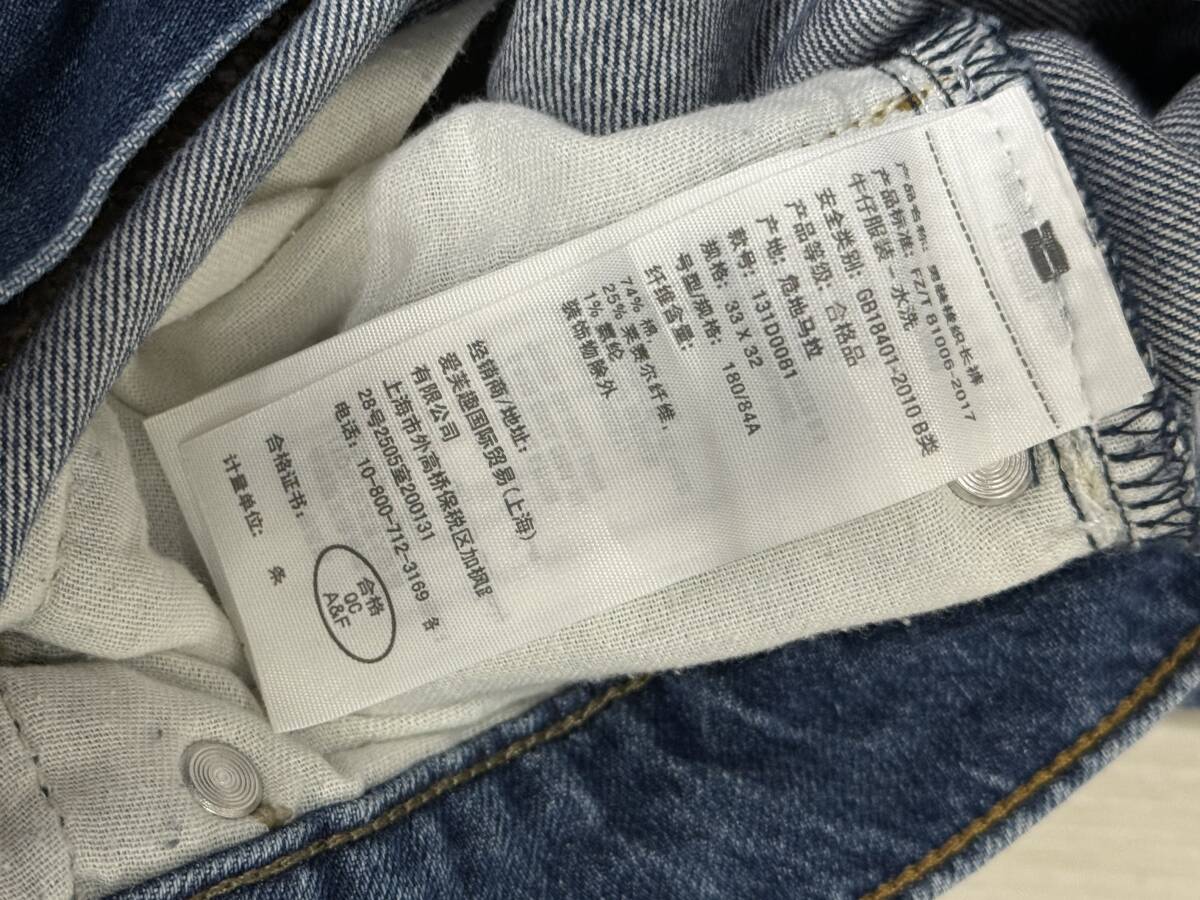 产品名称: 男装梭织长裤
产品标准: FZ/T 81006-2017
牛仔服装 - 水洗
安全类别: GB18401-2010 B类
产品等级: 合格品
产地: 危地马拉
款号: 131D0081
规格: 33 X 32
号型/规格: 180/84A
纤维含量:
74% 棉,
25% 莱赛尔纤维,
1% 氨纶
装饰物除外
经销商/地址:
爱芙趣国际贸易(上海)
有限公司
上海市外高桥保税区加枫
28号2505室200131
电话: 10-800-712-3169
合格证书:
合格
QC
A&F
计量单位: 条